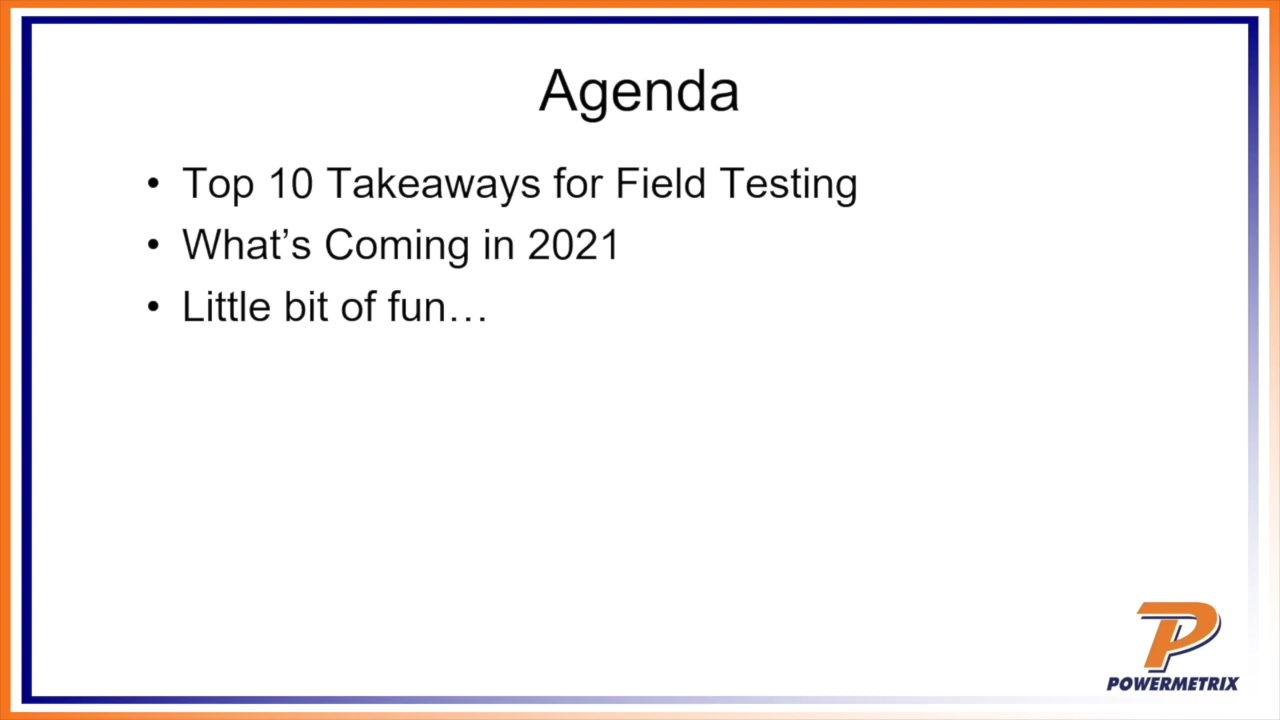 Agenda
• Top 10 Takeaways for Field Testing
• What’s Coming in 2021
• Little bit of fun…
POWERMETRIX